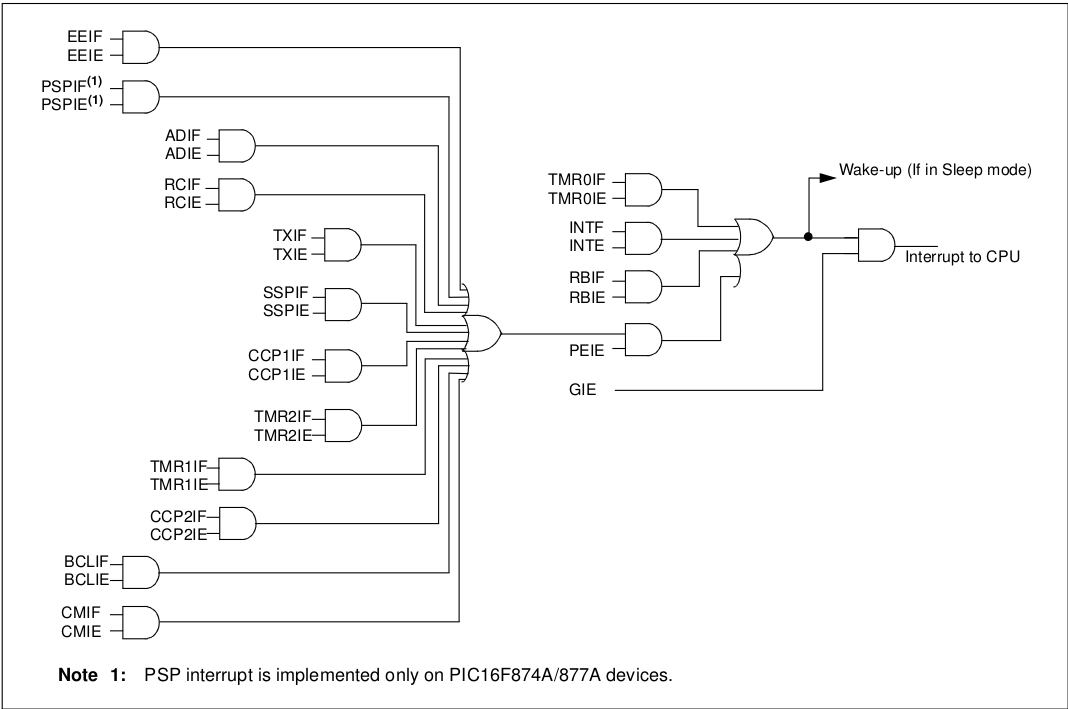 EEIF
EEIE
PSPIF(1)
PSPIE(1)
ADIF
ADIE
RCIF
RCIE
TXIF
TXIE
SSPIF
SSPIE
CCP1IF
CCP1IE
TMR2IF
TMR2IE
TMR1IF
TMR1IE
CCP2IF
CCP2IE
BCLIF
BCLIE
CMIF
CMIE
TMR0IF
TMR0IE
INTF
INTE
RBIF
RBIE
PEIE
GIE
Wake-up (If in Sleep mode)
Interrupt to CPU
Note 1: PSP interrupt is implemented only on PIC16F874A/877A devices.